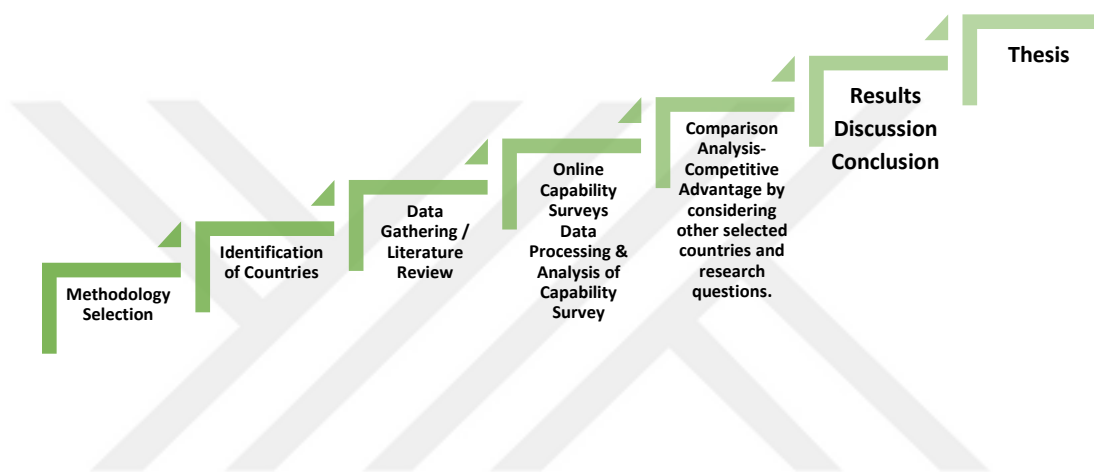 Methodology
Selection
Identification
of Countries
Data
Gathering /
Literature
Review
Online
Capability
Surveys
Data
Processing &
Analysis of
Capability
Survey
Comparison
Analysis-
Competitive
Advantage by
considering
other selected
countries and
research
questions.
Results
Discussion
Conclusion
Thesis